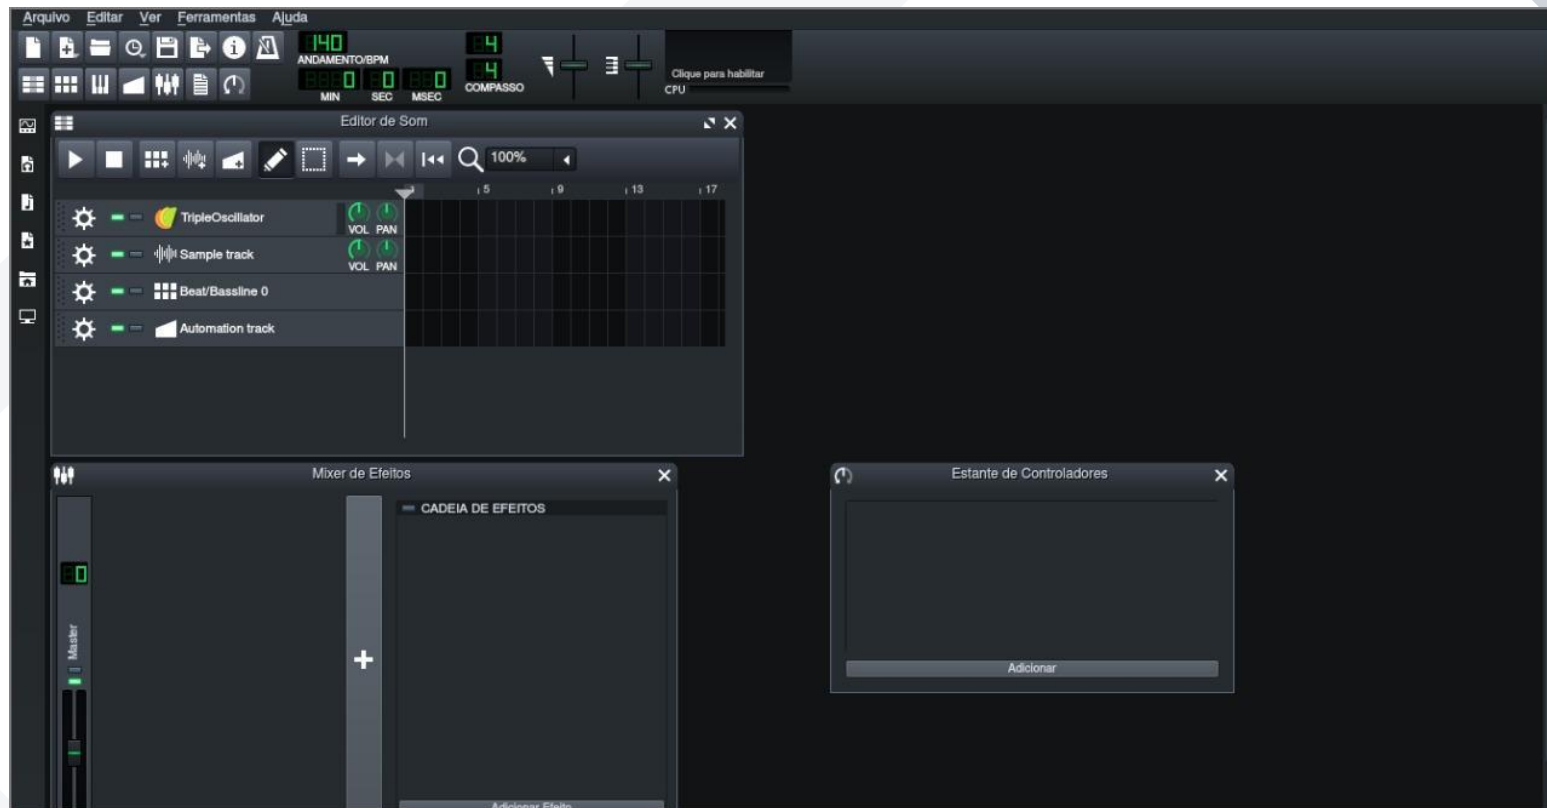 Arquivo Editar Ver Ferramentas Ajuda
140
ANDAMENTO/BPM
4
4
COMPASSO
0 0 0
MIN SEC MSEC
Clique para habilitar
CPU
Editor de Som
100%
5 9 13 17
TripleOscillator
VOL PAN
Sample track
VOL PAN
Beat/Bassline 0
Automation track
Mixer de Efeitos
CADEIA DE EFEITOS
0
Master
Adicionar Efeito
Estante de Controladores
Adicionar